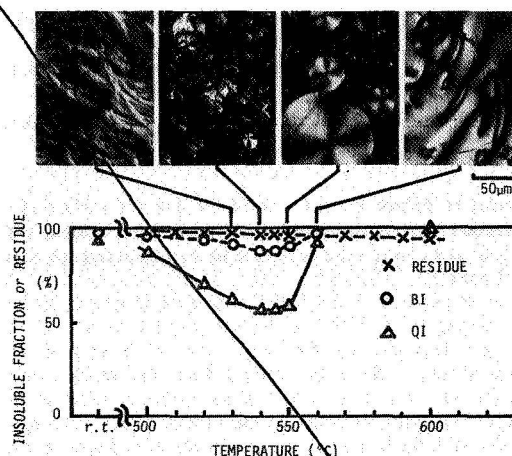 50μm
INSOLUBLE FRACTION or RESIDUE
(%)
100
50
0
× RESIDUE
○ BI
△ QI
r.t. 500 550 600
TEMPERATURE (°C)